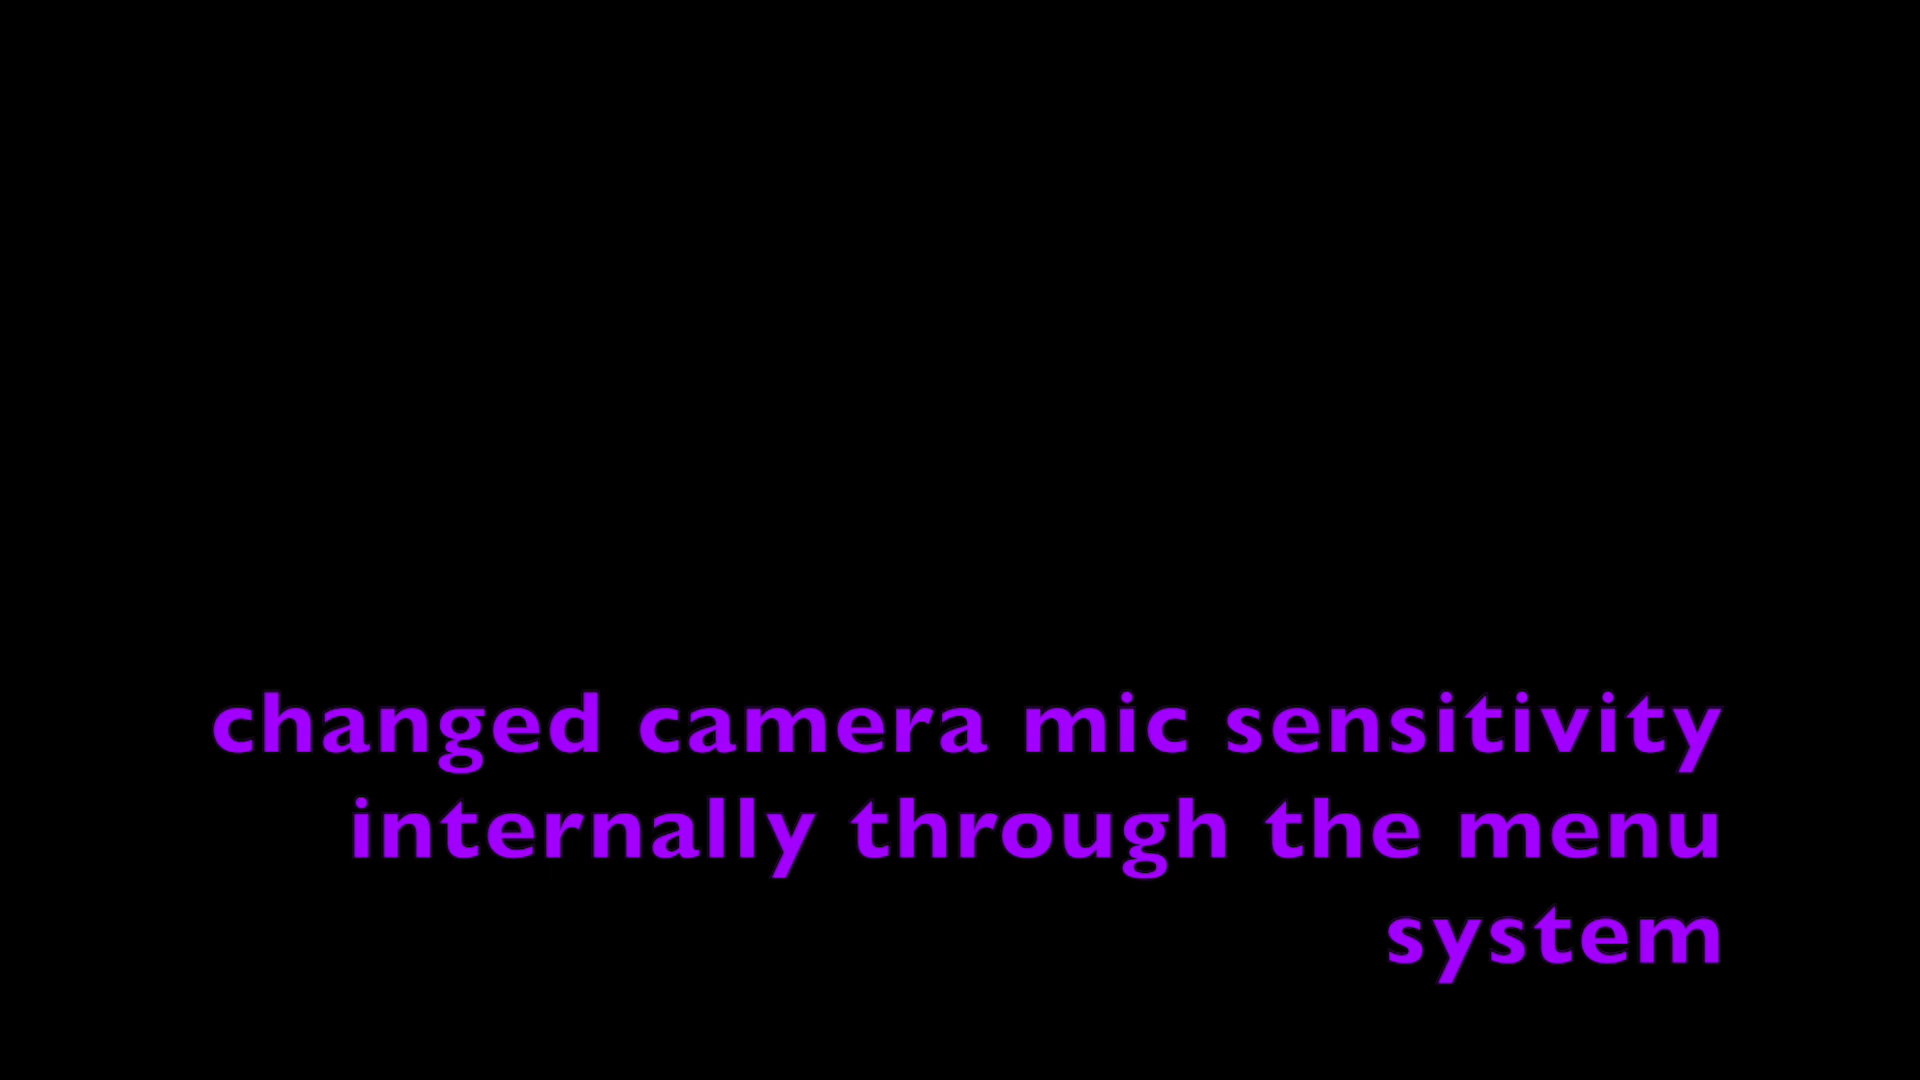 changed camera mic sensitivity
internally through the menu
system